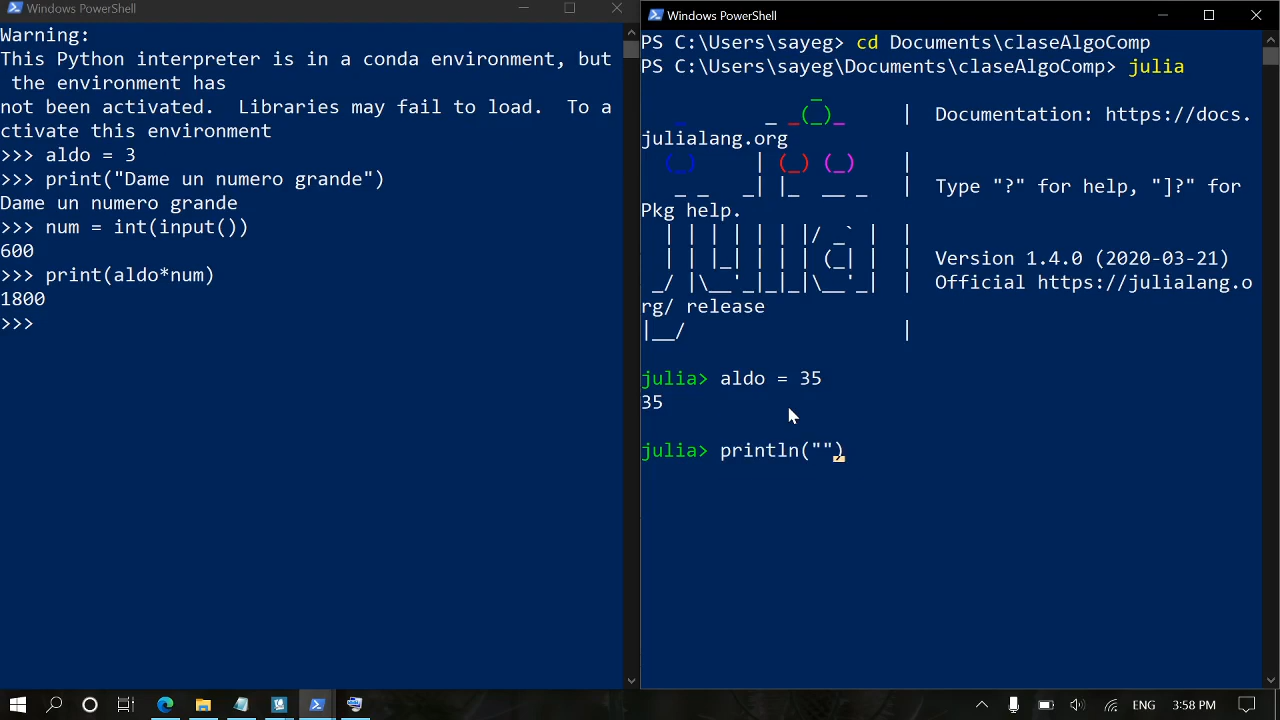 Windows PowerShell
Warning:
This Python interpreter is in a conda environment, but
 the environment has
not been activated.  Libraries may fail to load.  To a
ctivate this environment
>>> aldo = 3
>>> print("Dame un numero grande")
Dame un numero grande
>>> num = int(input())
600
>>> print(aldo*num)
1800
>>>
Windows PowerShell
PS C:\Users\sayeg> cd Documents\claseAlgoComp
PS C:\Users\sayeg\Documents\claseAlgoComp> julia
               _
   _       _ _(_)_     |  Documentation: https://docs.
julialang.org
  (_)     | (_) (_)    |
   _ _   _| |_  __ _   |  Type "?" for help, "]?" for
Pkg help.
  | | | | | | |/ _` |  |
  | | |_| | | | (_| |  |  Version 1.4.0 (2020-03-21)
 _/ |\__'_|_|_|\__'_|  |  Official https://julialang.o
rg/ release
|__/                   |
julia> aldo = 35
35
julia> println("")
ENG
3:58 PM